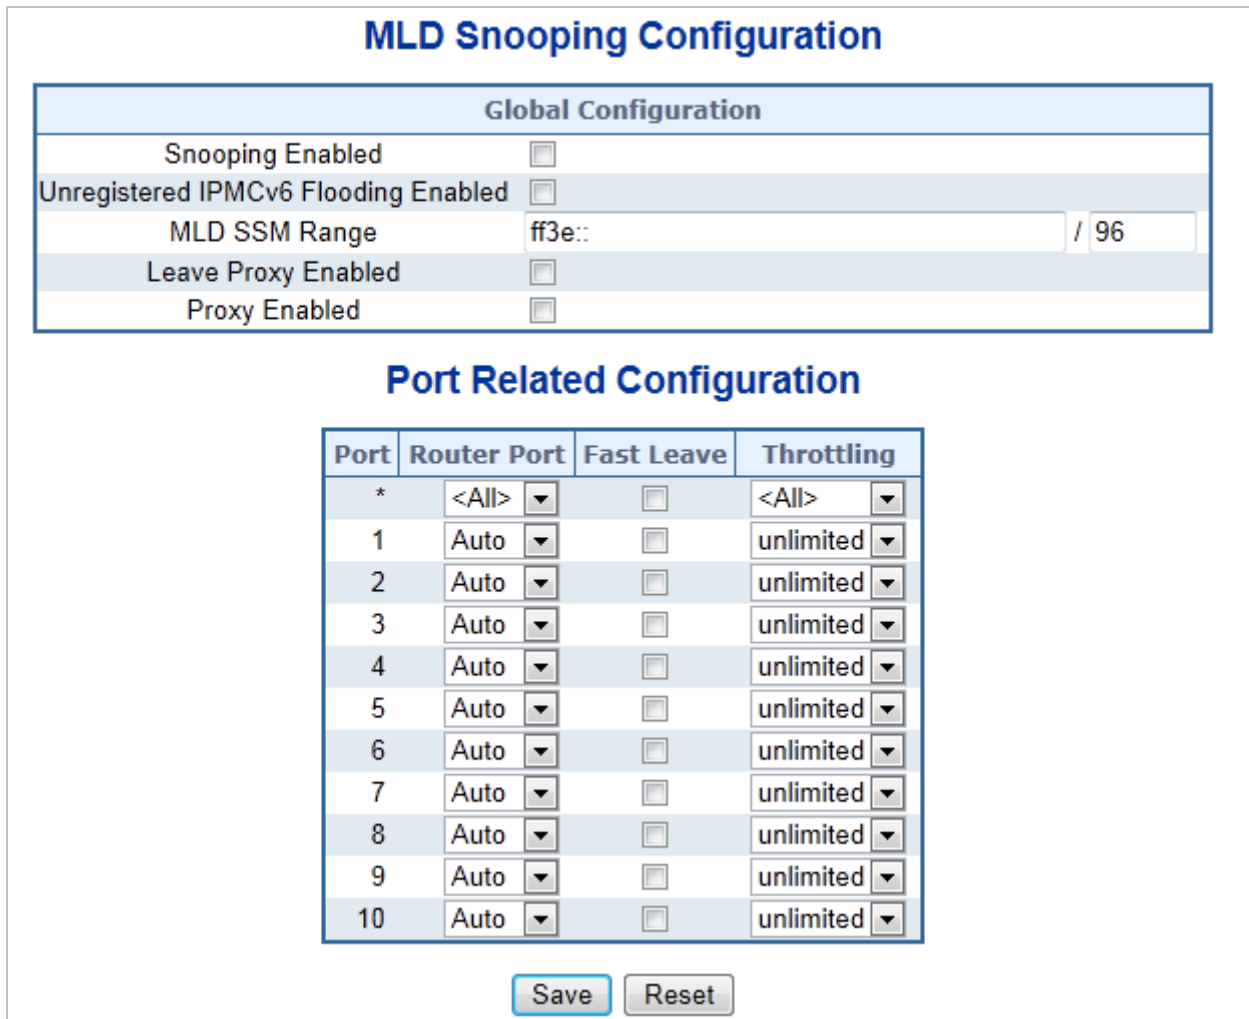 MLD Snooping Configuration
Global Configuration
Snooping Enabled
Unregistered IPMCv6 Flooding Enabled
MLD SSM Range ff3e:: / 96
Leave Proxy Enabled
Proxy Enabled
Port Related Configuration
Port Router Port Fast Leave Throttling
* <All> <All>
1 Auto unlimited
2 Auto unlimited
3 Auto unlimited
4 Auto unlimited
5 Auto unlimited
6 Auto unlimited
7 Auto unlimited
8 Auto unlimited
9 Auto unlimited
10 Auto unlimited
Save Reset